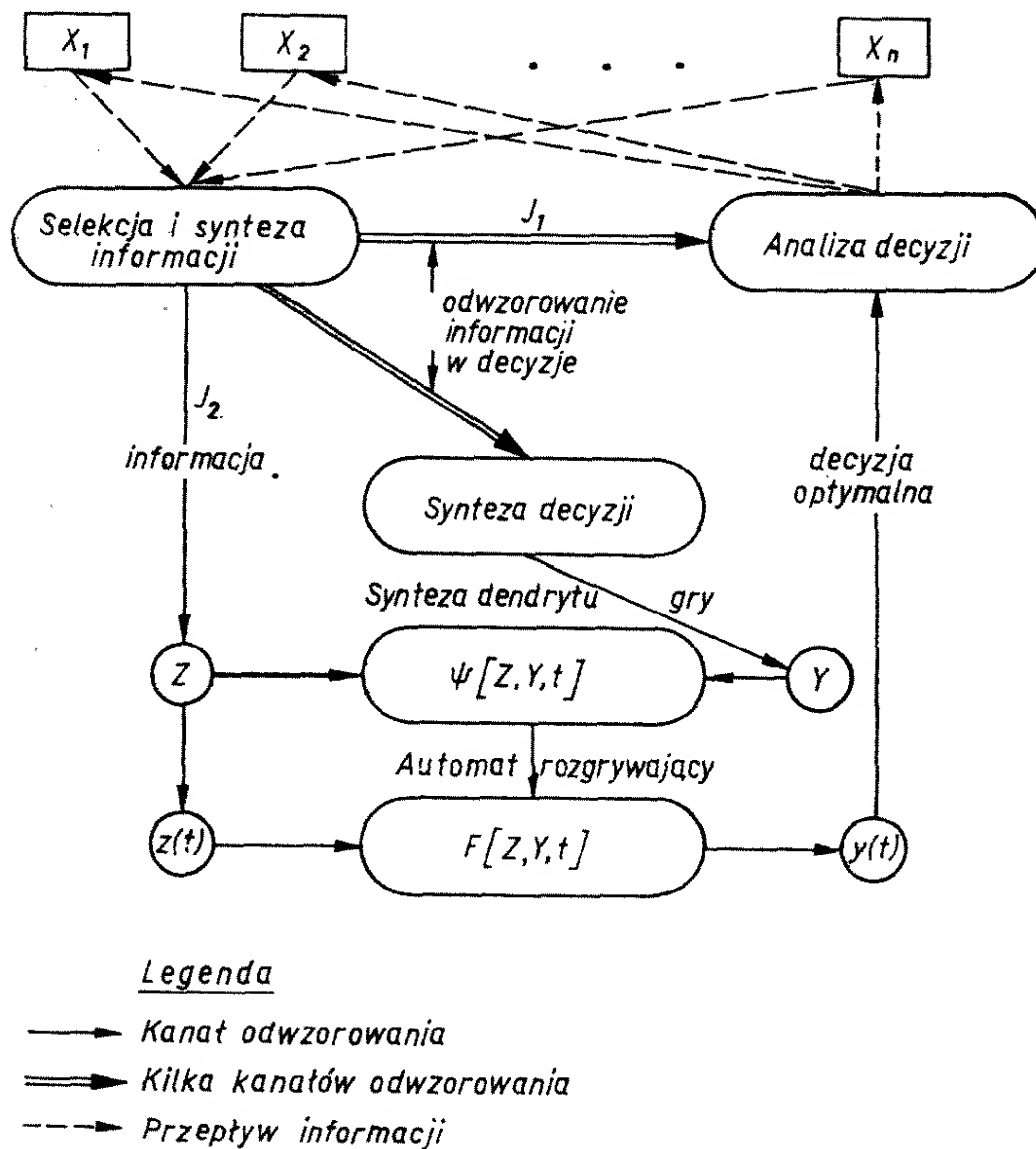 X1 X2 . . . Xn
Selekcja i synteza
informacji
J1
Analiza decyzji
odwzorowanie
informacji
w decyzje
J2
informacja
decyzja
optymalna
Synteza decyzji
Synteza dendrytu gry
Z
ψ[Z,Y,t]
Y
Automat rozgrywający
z(t)
F[Z,Y,t]
y(t)
Legenda
Kanał odwzorowania
Kilka kanałów odwzorowania
Przepływ informacji